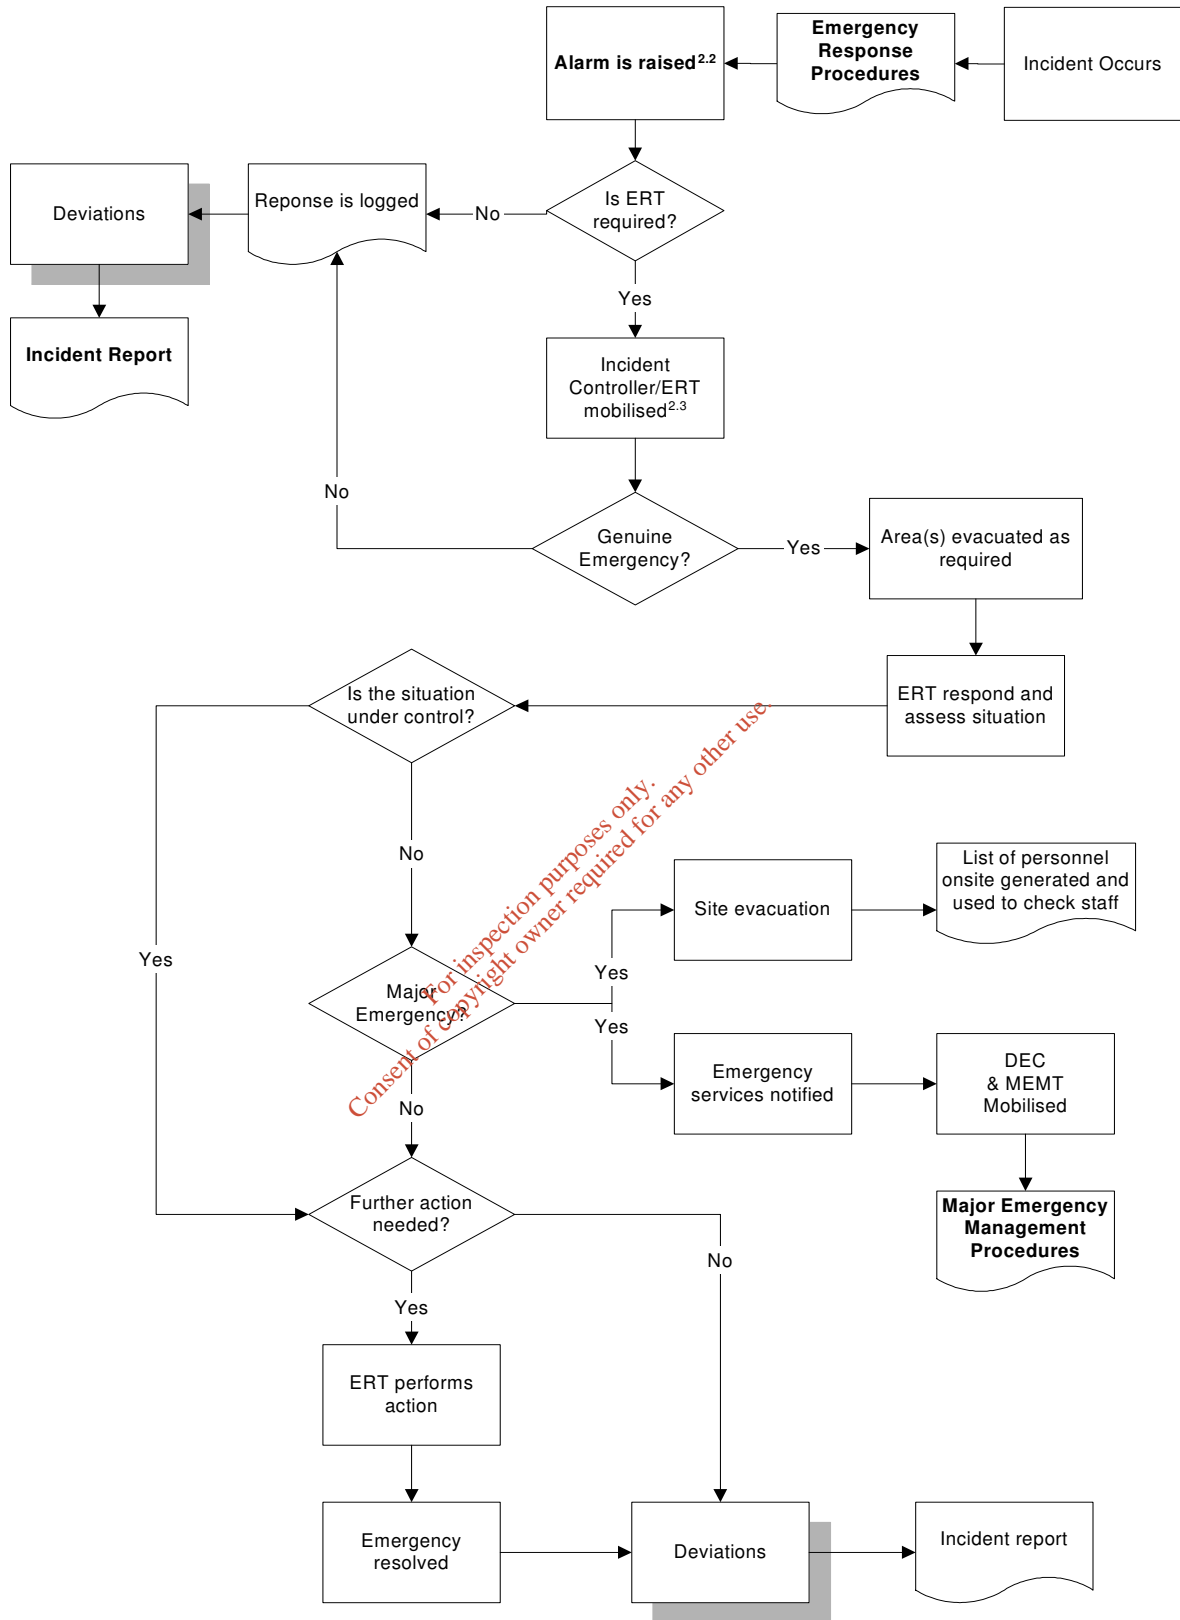 Emergency
Response
Procedures
Alarm is raised2.2
Incident Occurs
Deviations
Reponse is logged
No
Is ERT
required?
Yes
Incident Report
Incident
Controller/ERT
mobilised2.3
No
Genuine
Emergency?
Yes
Area(s) evacuated as
required
Is the situation
under control?
ERT respond and
assess situation
For inspection purposes only.
Consent of copyright owner required for any other use.
No
List of personnel
onsite generated and
used to check staff
Site evacuation
Yes
Yes
Major
Emergency?
Yes
Emergency
services notified
DEC
& MEMT
Mobilised
No
Further action
needed?
Major Emergency
Management
Procedures
No
Yes
ERT performs
action
Emergency
resolved
Deviations
Incident report